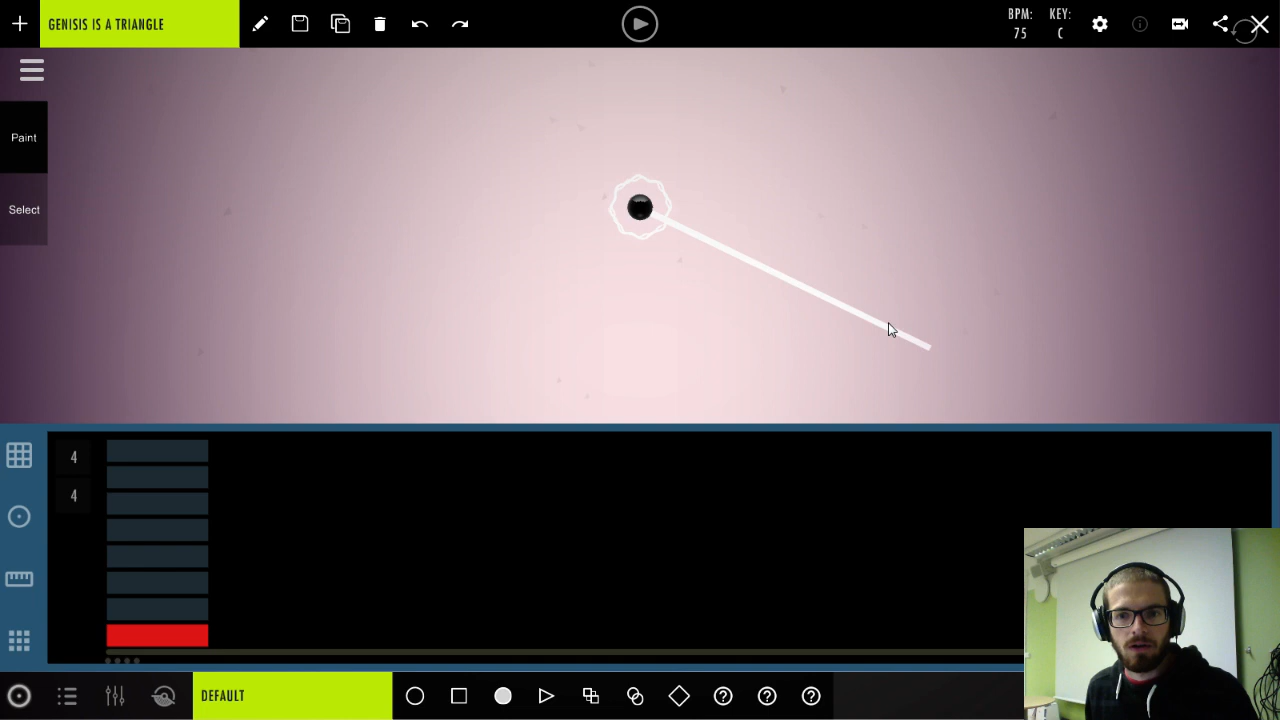 GENISIS IS A TRIANGLE
BPM:
75
KEY:
C
Paint
Select
4
4
DEFAULT